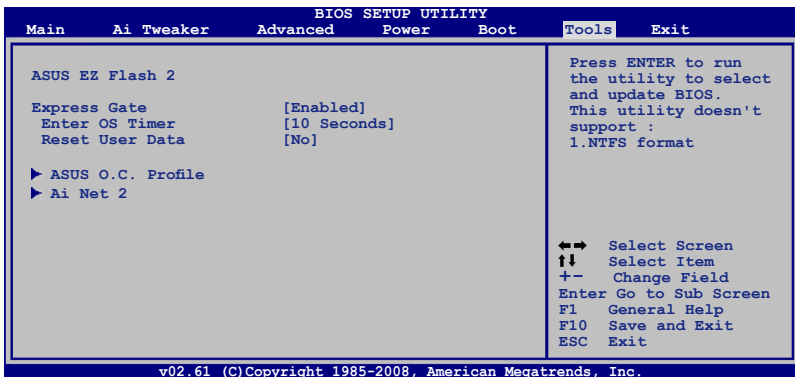 BIOS SETUP UTILITY
Main Ai Tweaker Advanced Power Boot Tools Exit
ASUS EZ Flash 2
Express Gate [Enabled]
Enter OS Timer [10 Seconds]
Reset User Data [No]
ASUS O.C. Profile
Ai Net 2
Press ENTER to run
the utility to select
and update BIOS.
This utility doesn't
support :
1.NTFS format
Select Screen
Select Item
+- Change Field
Enter Go to Sub Screen
F1 General Help
F10 Save and Exit
ESC Exit
v02.61 (C)Copyright 1985-2008, American Megatrends, Inc.